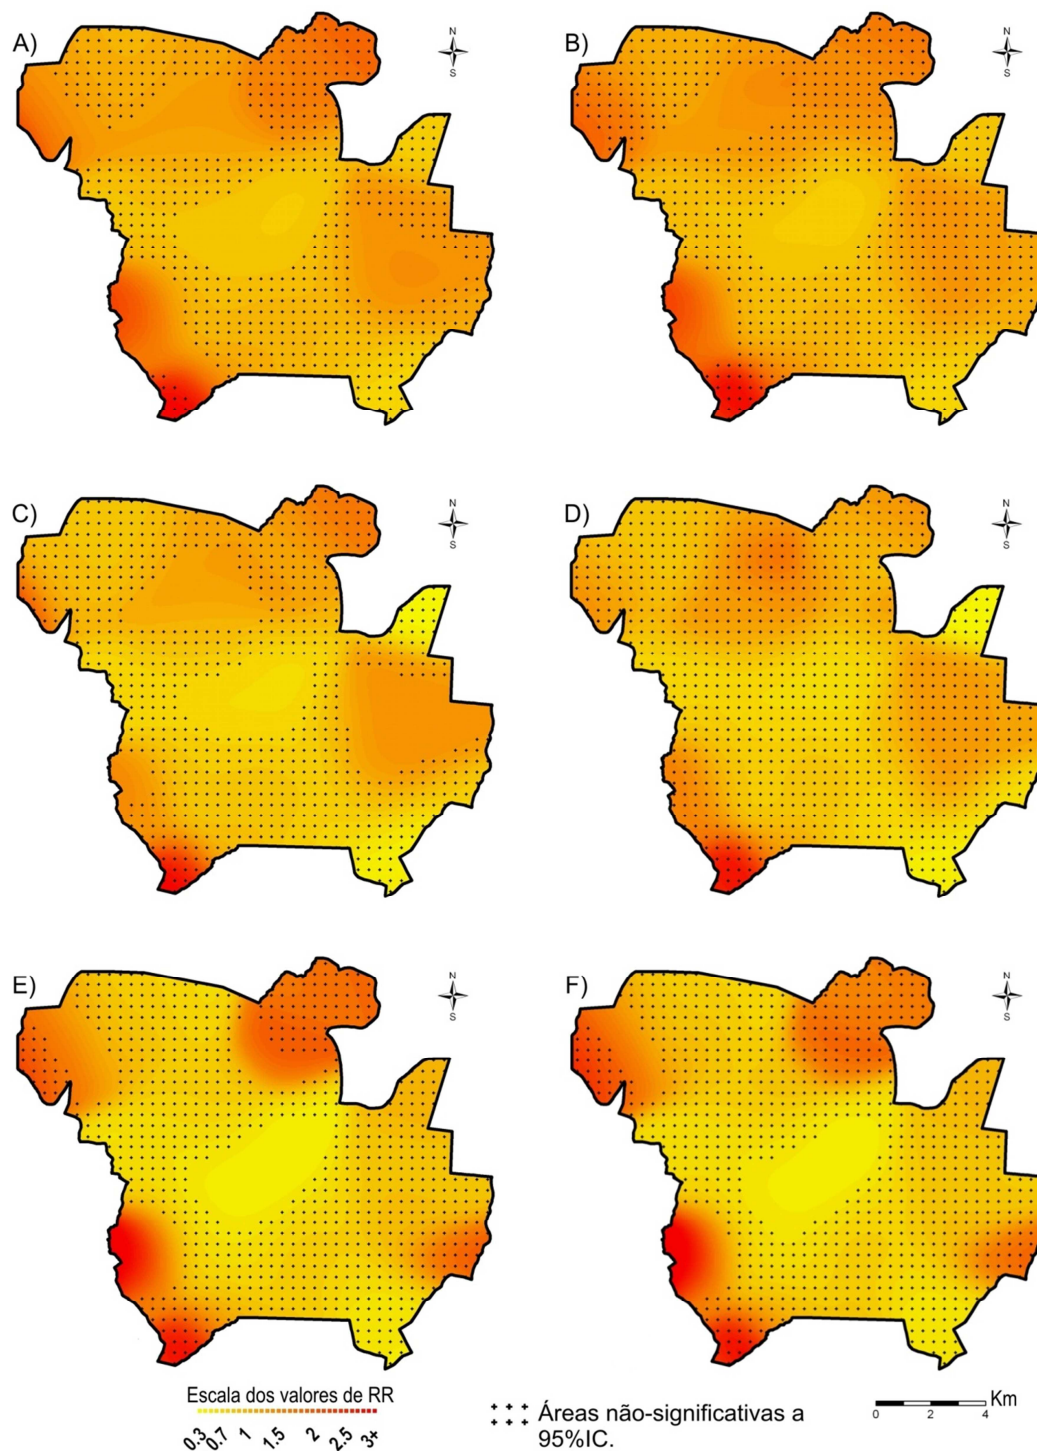 A)
N
S
B)
N
S
C)
N
S
D)
N
S
E)
N
S
F)
N
S
Escala dos valores de RR
0.3 0.7 1 1.5 2 2.5 3+
Áreas não-significativas a
95%IC.
Km
0 2 4